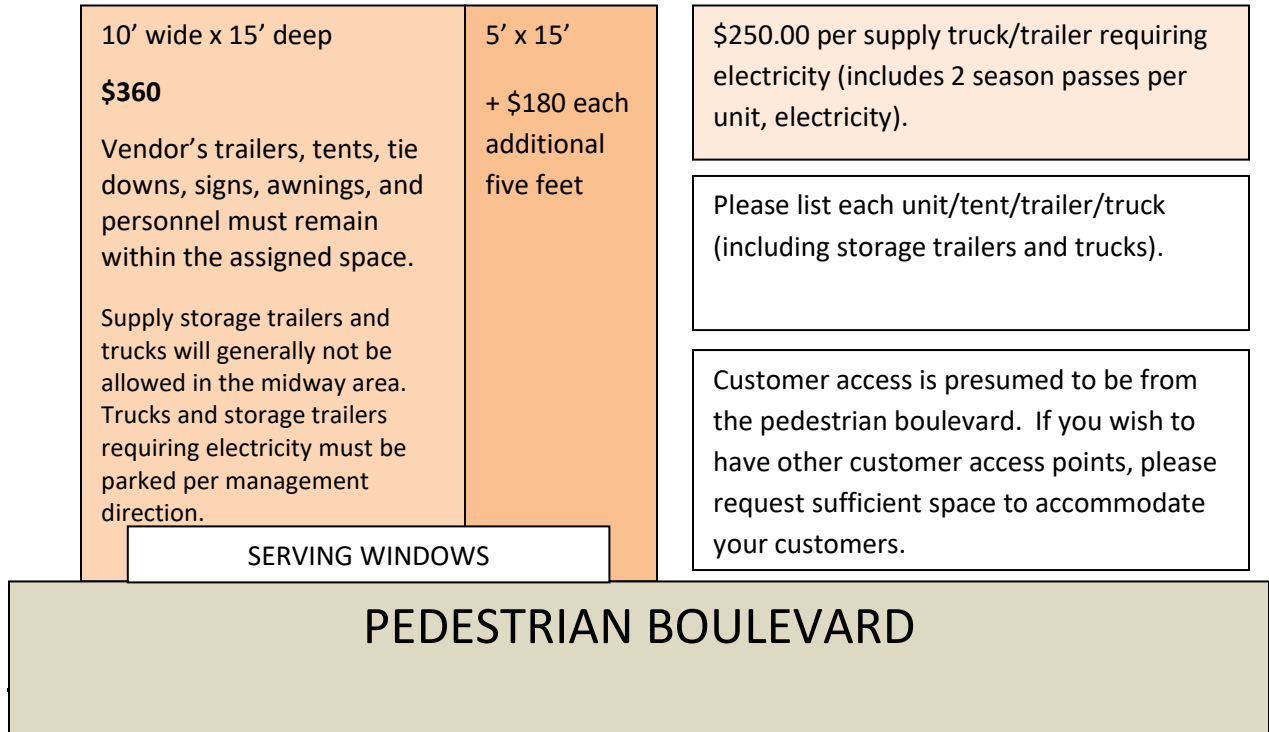 10’ wide x 15’ deep
$360
Vendor’s trailers, tents, tie
downs, signs, awnings, and
personnel must remain
within the assigned space.
Supply storage trailers and
trucks will generally not be
allowed in the midway area.
Trucks and storage trailers
requiring electricity must be
parked per management
direction.
5’ x 15’
+ $180 each
additional
five feet
$250.00 per supply truck/trailer requiring
electricity (includes 2 season passes per
unit, electricity).
Please list each unit/tent/trailer/truck
(including storage trailers and trucks).
Customer access is presumed to be from
the pedestrian boulevard.  If you wish to
have other customer access points, please
request sufficient space to accommodate
your customers.
SERVING WINDOWS
PEDESTRIAN BOULEVARD